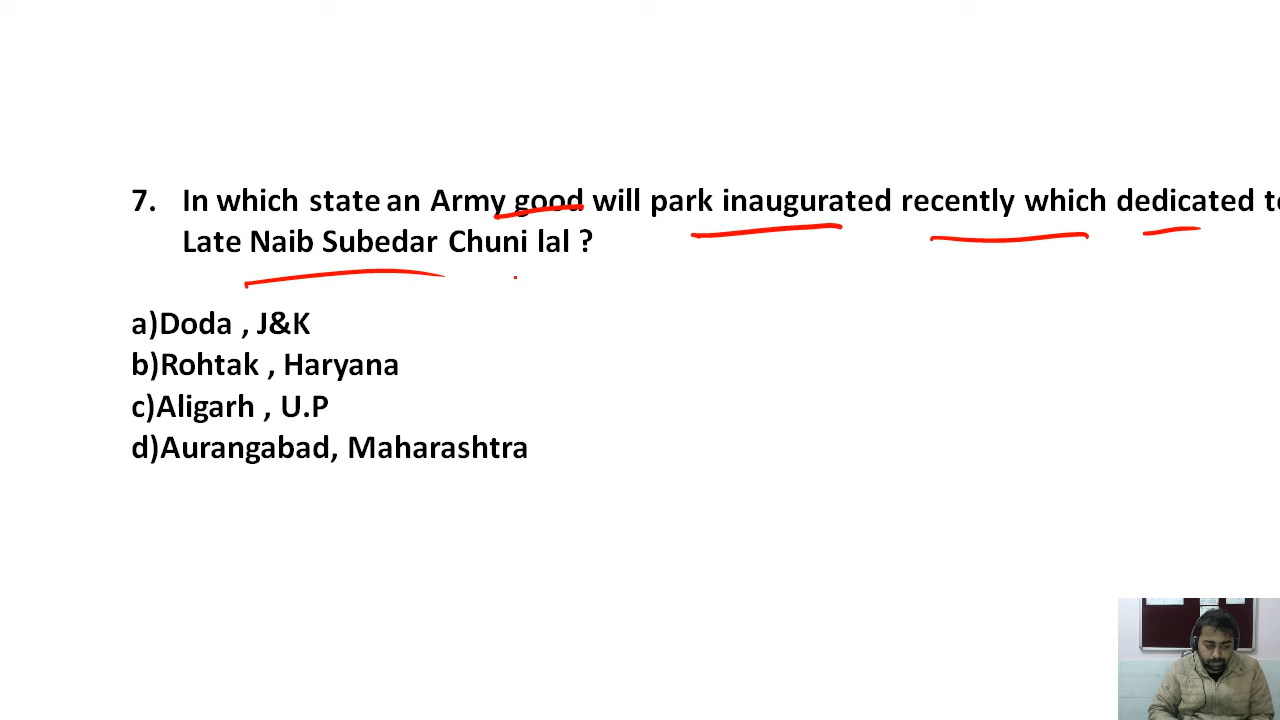 7. In which state an Army good will park inaugurated recently which dedicated t
Late Naib Subedar Chuni lal ?
a)Doda , J&K
b)Rohtak , Haryana
c)Aligarh , U.P
d)Aurangabad, Maharashtra